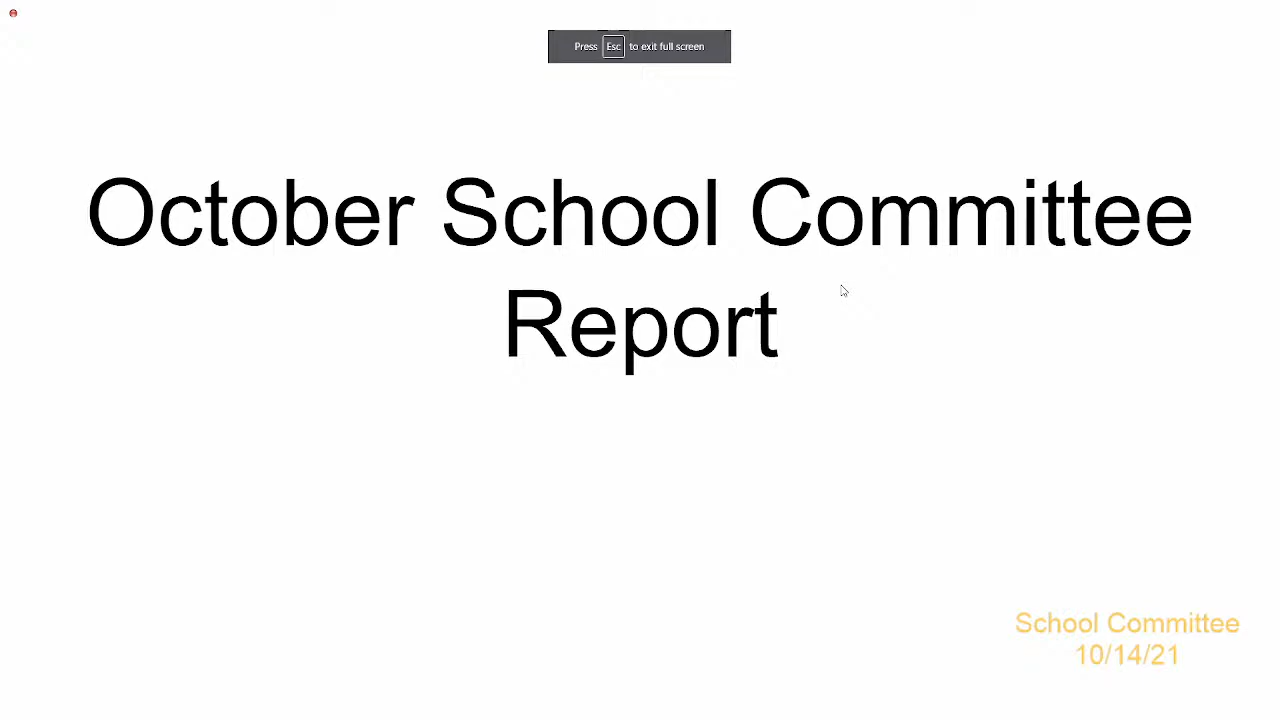 Press Esc to exit full screen
October School Committee
Report
School Committee
10/14/21